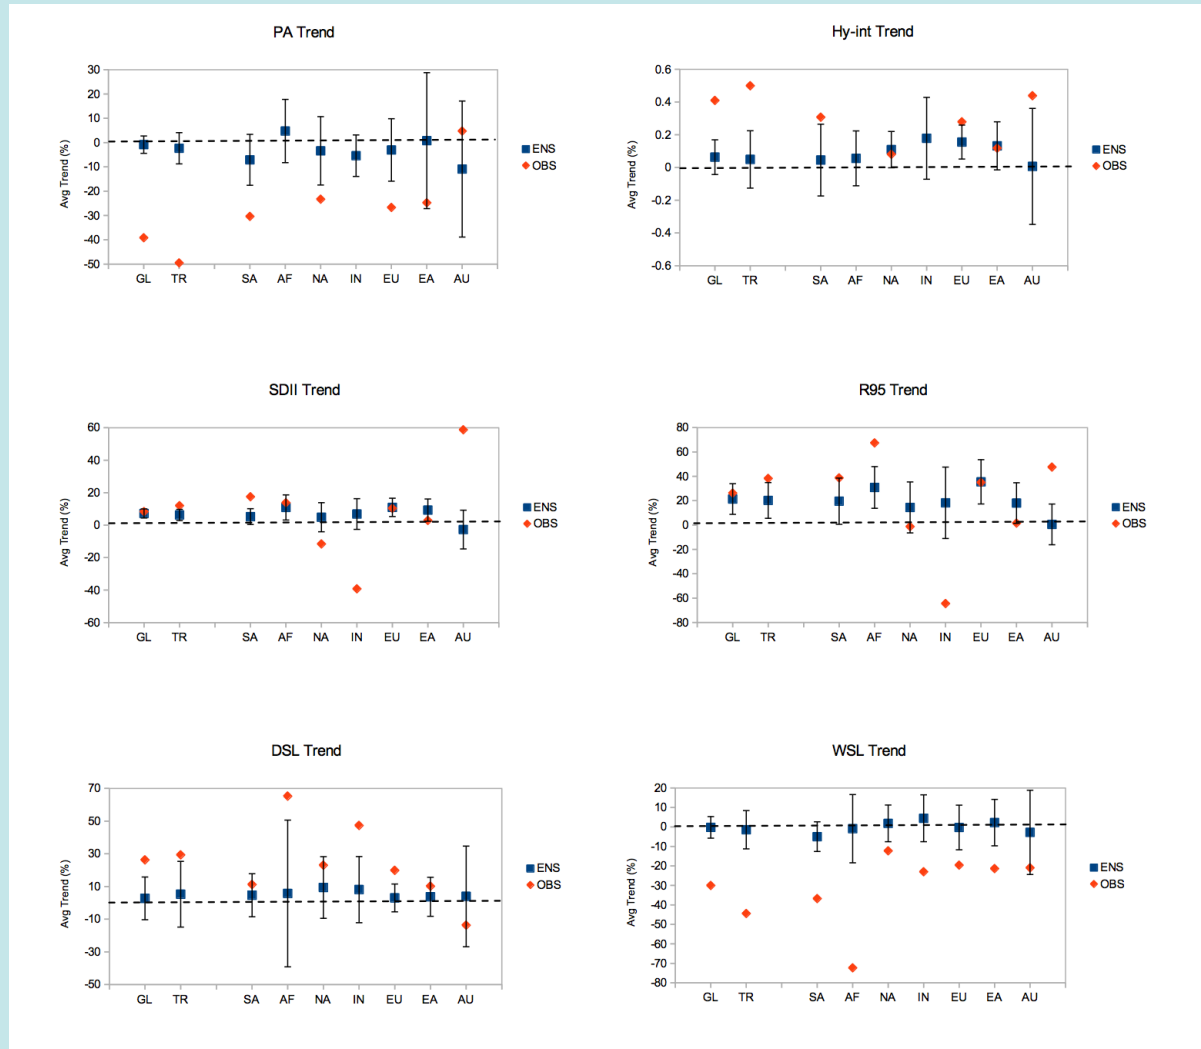 PA Trend
Avg Trend (%)
30
20
10
0
-10
-20
-30
-40
-50
GL TR SA AF NA IN EU EA AU
ENS
OBS
Hy-int Trend
Avg Trend (%)
0.6
0.4
0.2
0
-0.2
-0.4
-0.6
GL TR SA AF NA IN EU EA AU
ENS
OBS
SDII Trend
Avg Trend (%)
60
40
20
0
-20
-40
-60
GL TR SA AF NA IN EU EA AU
ENS
OBS
R95 Trend
Avg Trend (%)
80
60
40
20
0
-20
-40
-60
-80
GL TR SA AF NA IN EU EA AU
ENS
OBS
DSL Trend
Avg Trend (%)
70
50
30
10
-10
-30
-50
GL TR SA AF NA IN EU EA AU
ENS
OBS
WSL Trend
Avg Trend (%)
20
10
0
-10
-20
-30
-40
-50
-60
-70
-80
GL TR SA AF NA IN EU EA AU
ENS
OBS